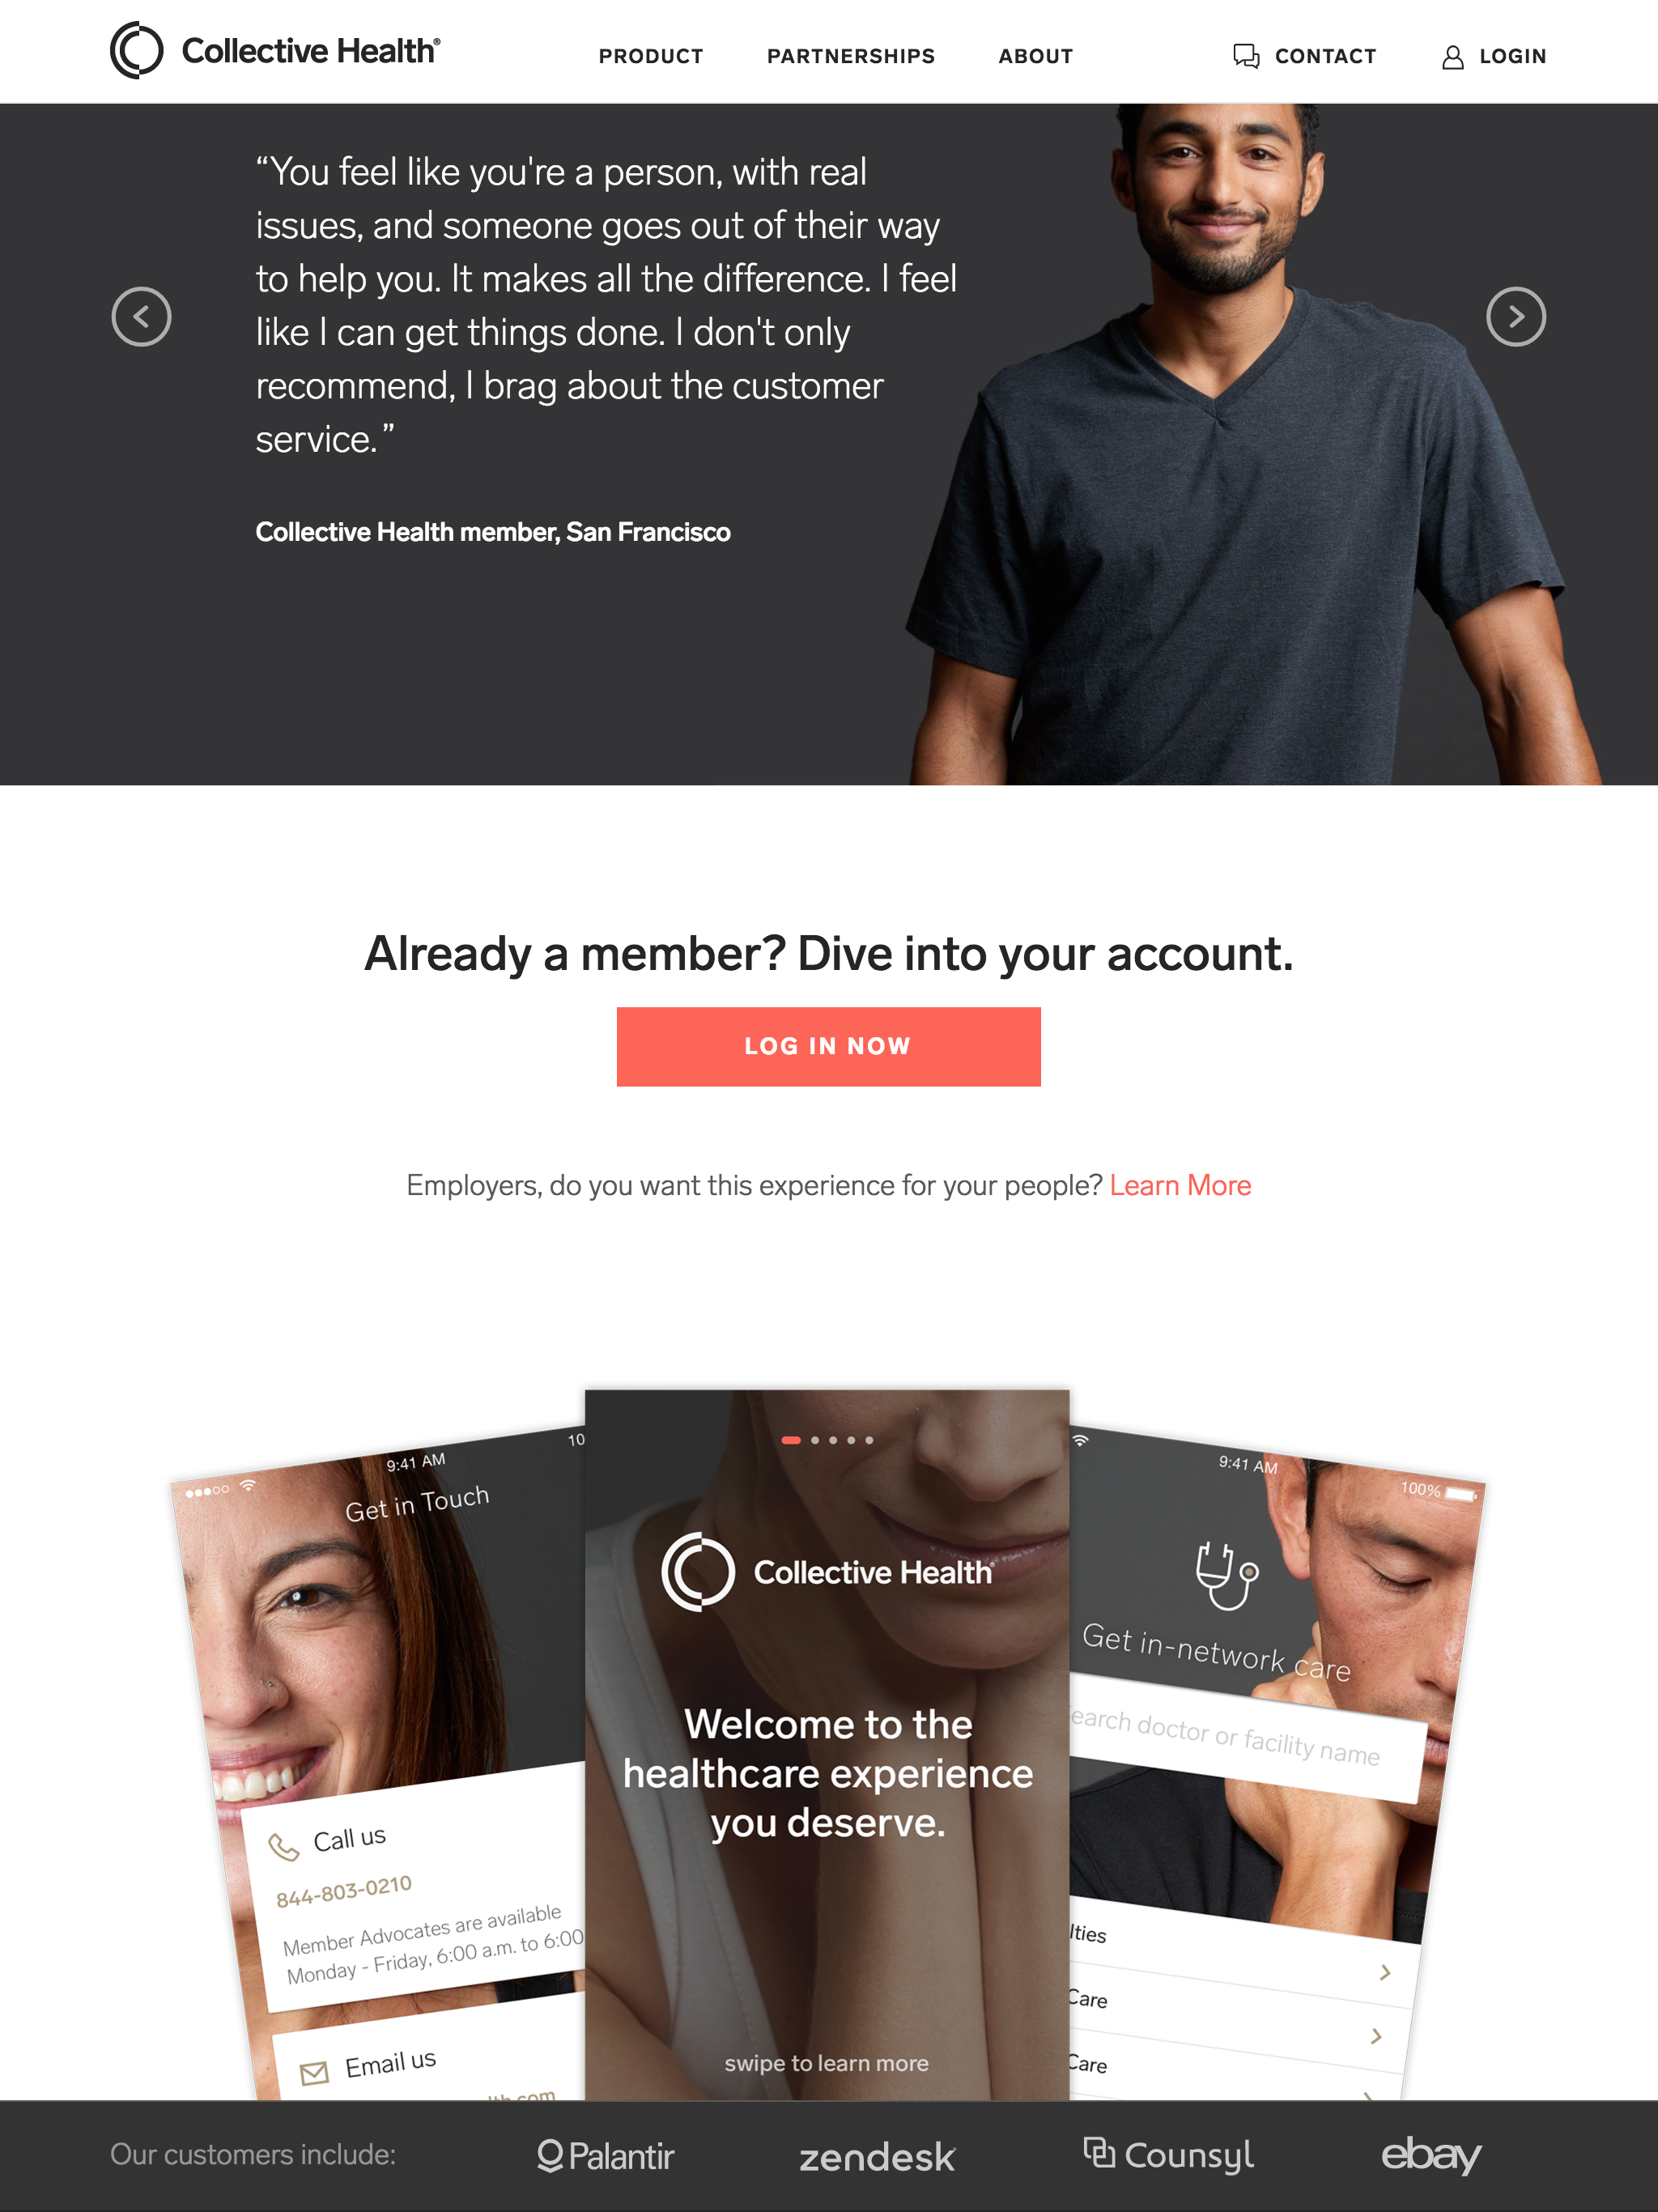 Collective Health®
PRODUCT
PARTNERSHIPS
ABOUT
CONTACT
LOGIN
“You feel like you're a person, with real
issues, and someone goes out of their way
to help you. It makes all the difference. I feel
like I can get things done. I don't only
recommend, I brag about the customer
service.”
Collective Health member, San Francisco
Already a member? Dive into your account.
LOG IN NOW
Employers, do you want this experience for your people? Learn More
9:41 AM
10
Get in Touch
Call us
844-803-0210
Member Advocates are available
Monday - Friday, 6:00 a.m. to 6:00
Email us
lth.com
Collective Health
Welcome to the
healthcare experience
you deserve.
swipe to learn more
9:41 AM
100%
Get in-network care
earch doctor or facility name
lties
Care
Care
Our customers include:
Palantir
zendesk
Counsyl
ebay